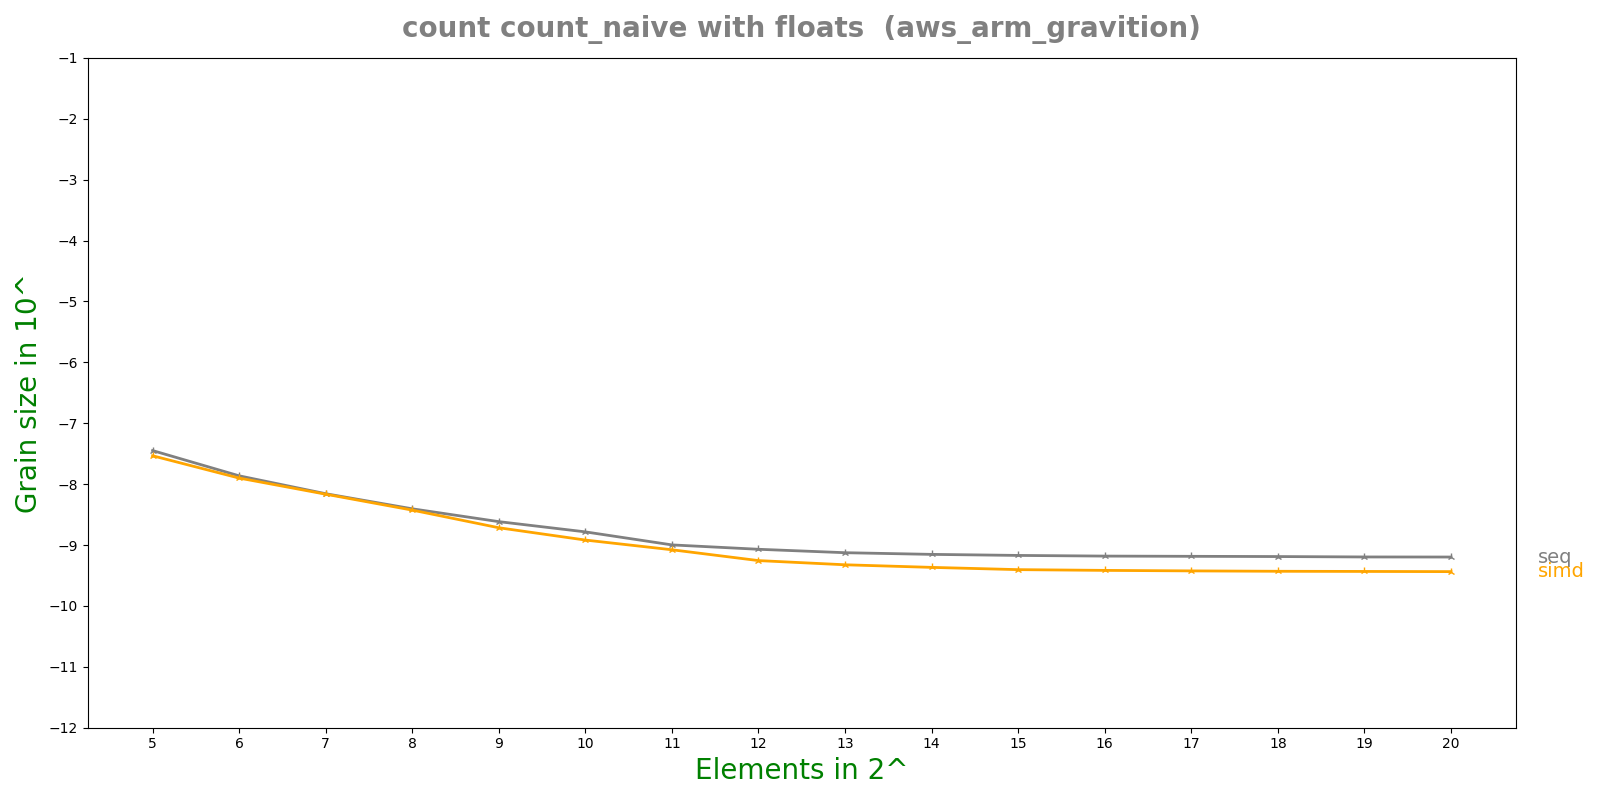 count count_naive with floats  (aws_arm_gravition)
Grain size in 10^
−1
−2
−3
−4
−5
−6
−7
−8
−9
−10
−11
−12
seq
simd
5 6 7 8 9 10 11 12 13 14 15 16 17 18 19 20
Elements in 2^